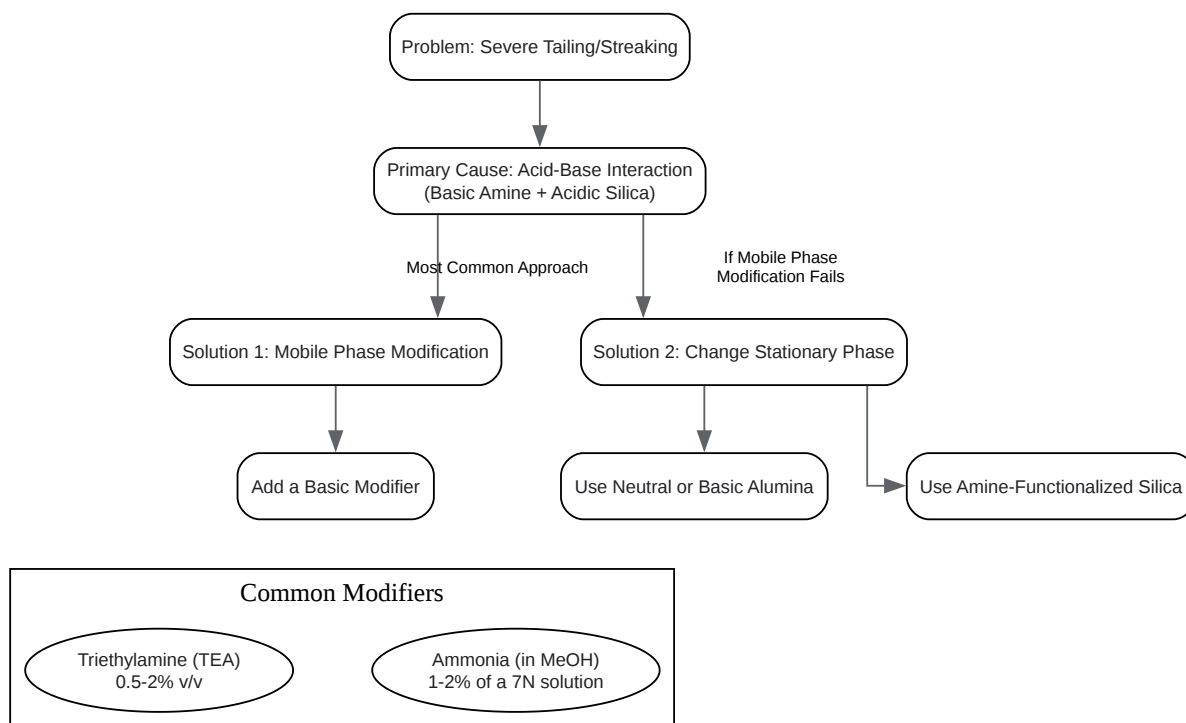 Problem: Severe Tailing/Streaking
Primary Cause: Acid-Base Interaction
(Basic Amine + Acidic Silica)
Most Common Approach
If Mobile Phase
Modification Fails
Solution 1: Mobile Phase Modification
Solution 2: Change Stationary Phase
Add a Basic Modifier
Use Neutral or Basic Alumina
Use Amine-Functionalized Silica
Common Modifiers
Triethylamine (TEA)
0.5-2% v/v
Ammonia (in MeOH)
1-2% of a 7N solution